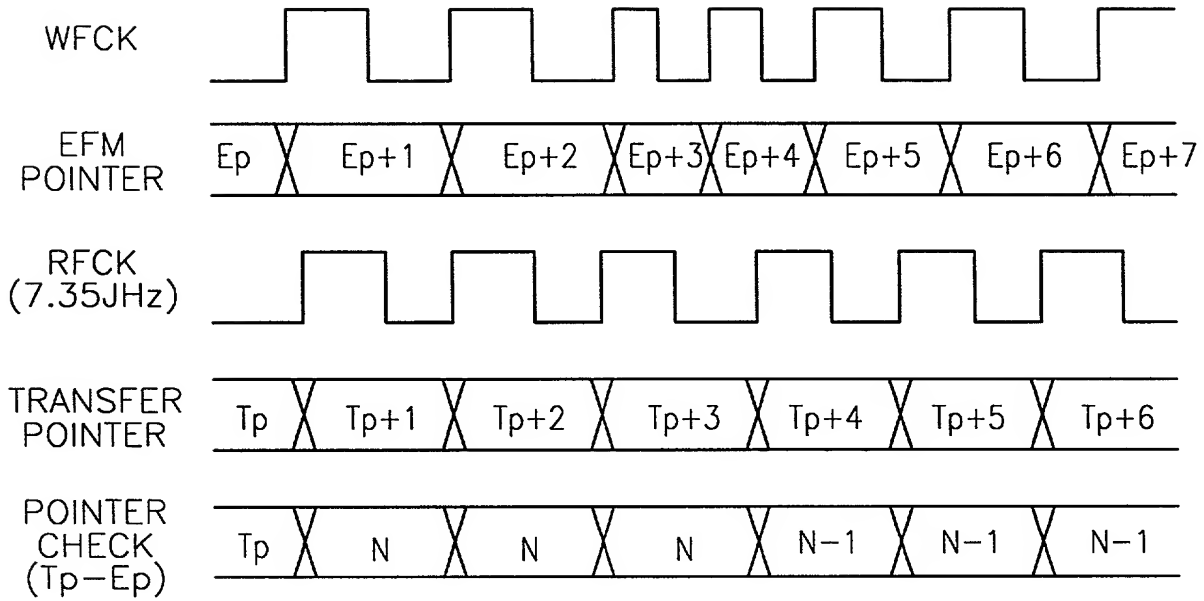 WFCK
EFM
POINTER
Ep Ep+1 Ep+2 Ep+3 Ep+4 Ep+5 Ep+6 Ep+7
RFCK
(7.35JHz)
TRANSFER
POINTER
Tp Tp+1 Tp+2 Tp+3 Tp+4 Tp+5 Tp+6
POINTER
CHECK
(Tp-Ep)
Tp N N N N-1 N-1 N-1